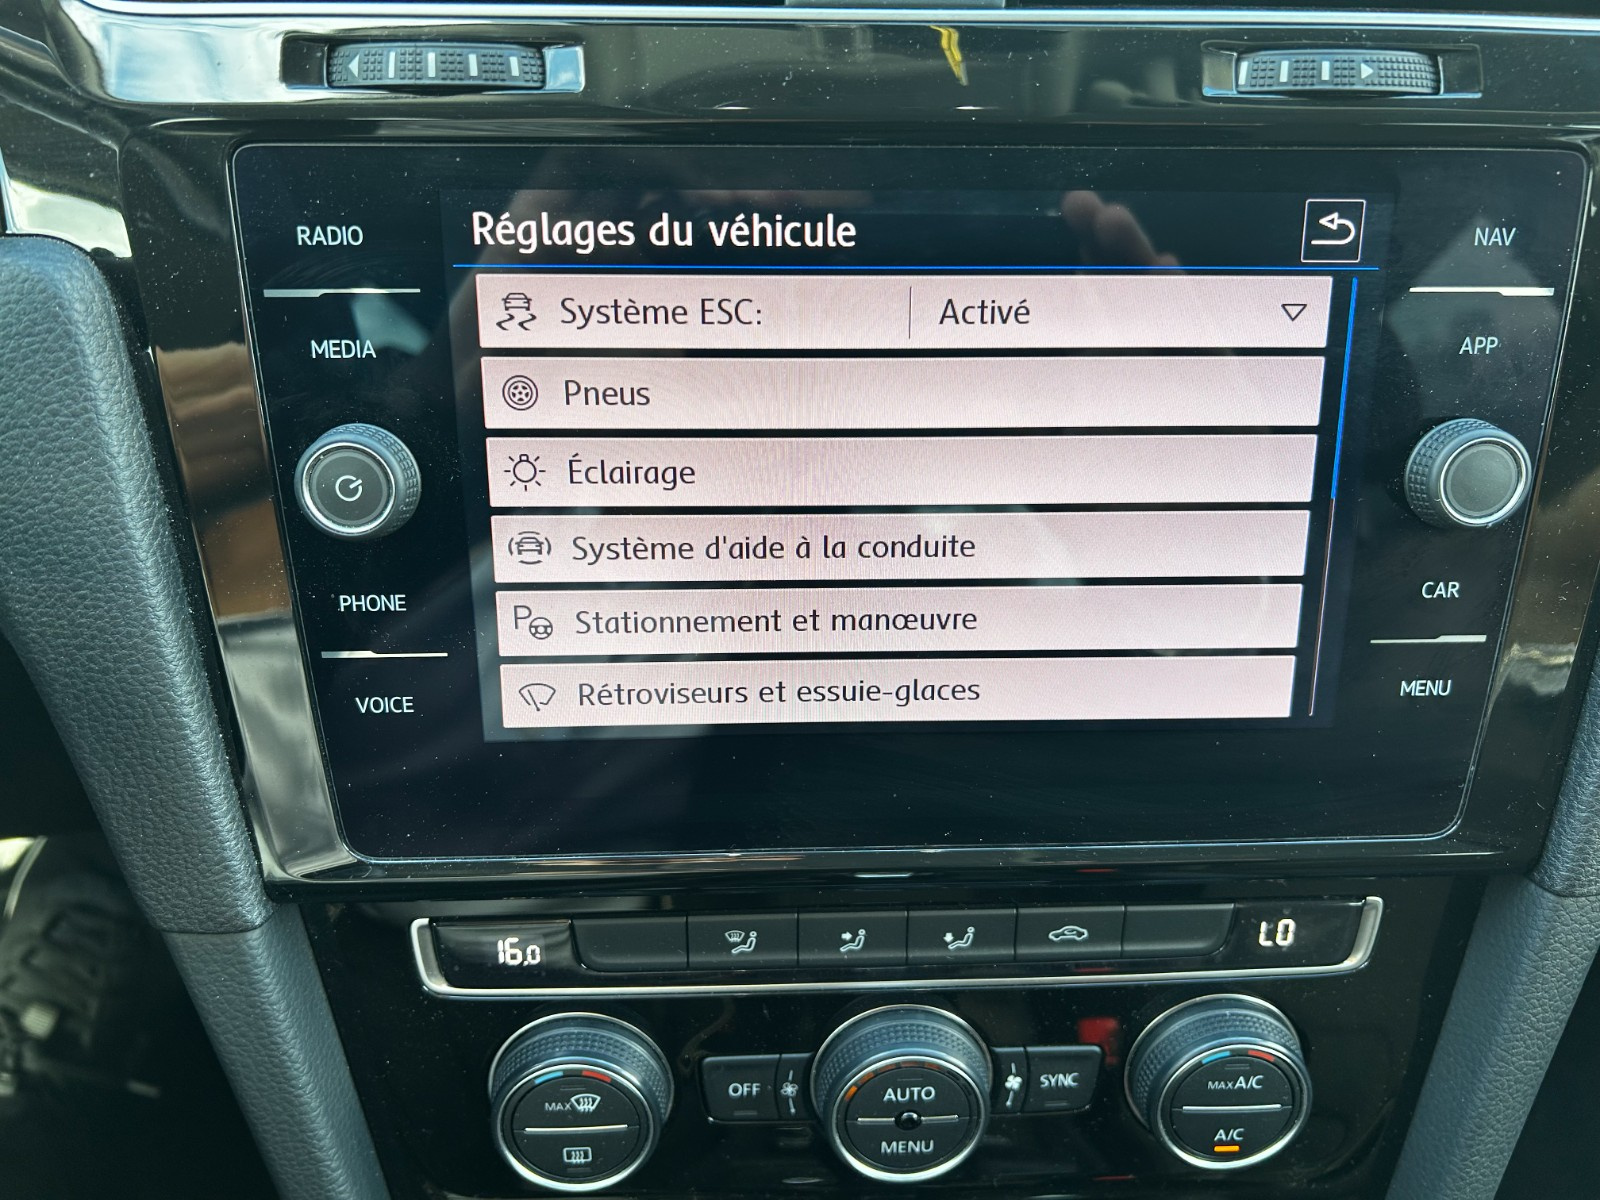 RADIO
MEDIA
PHONE
VOICE
Réglages du véhicule
Système ESC: Activé
Pneus
Éclairage
Système d'aide à la conduite
P Stationnement et manœuvre
Rétroviseurs et essuie-glaces
NAV
APP
CAR
MENU
16.0
LO
MAX
OFF
AUTO
MENU
SYNC
MAX A/C
A/C